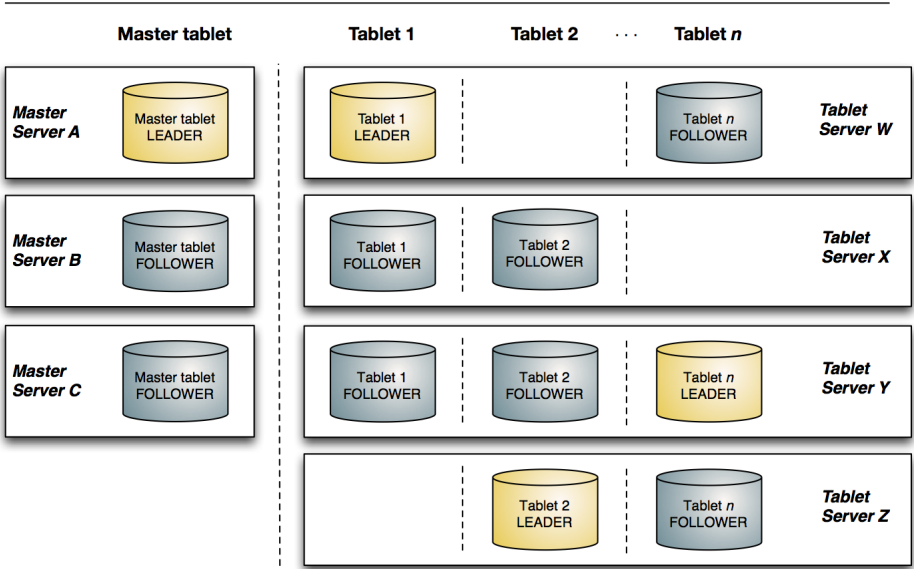 Master tablet
Tablet 1
Tablet 2
· · ·
Tablet n
Master
Server A
Master tablet
LEADER
Tablet 1
LEADER
Tablet n
FOLLOWER
Tablet
Server W
Master
Server B
Master tablet
FOLLOWER
Tablet 1
FOLLOWER
Tablet 2
FOLLOWER
Tablet
Server X
Master
Server C
Master tablet
FOLLOWER
Tablet 1
FOLLOWER
Tablet 2
FOLLOWER
Tablet n
LEADER
Tablet
Server Y
Tablet 2
LEADER
Tablet n
FOLLOWER
Tablet
Server Z